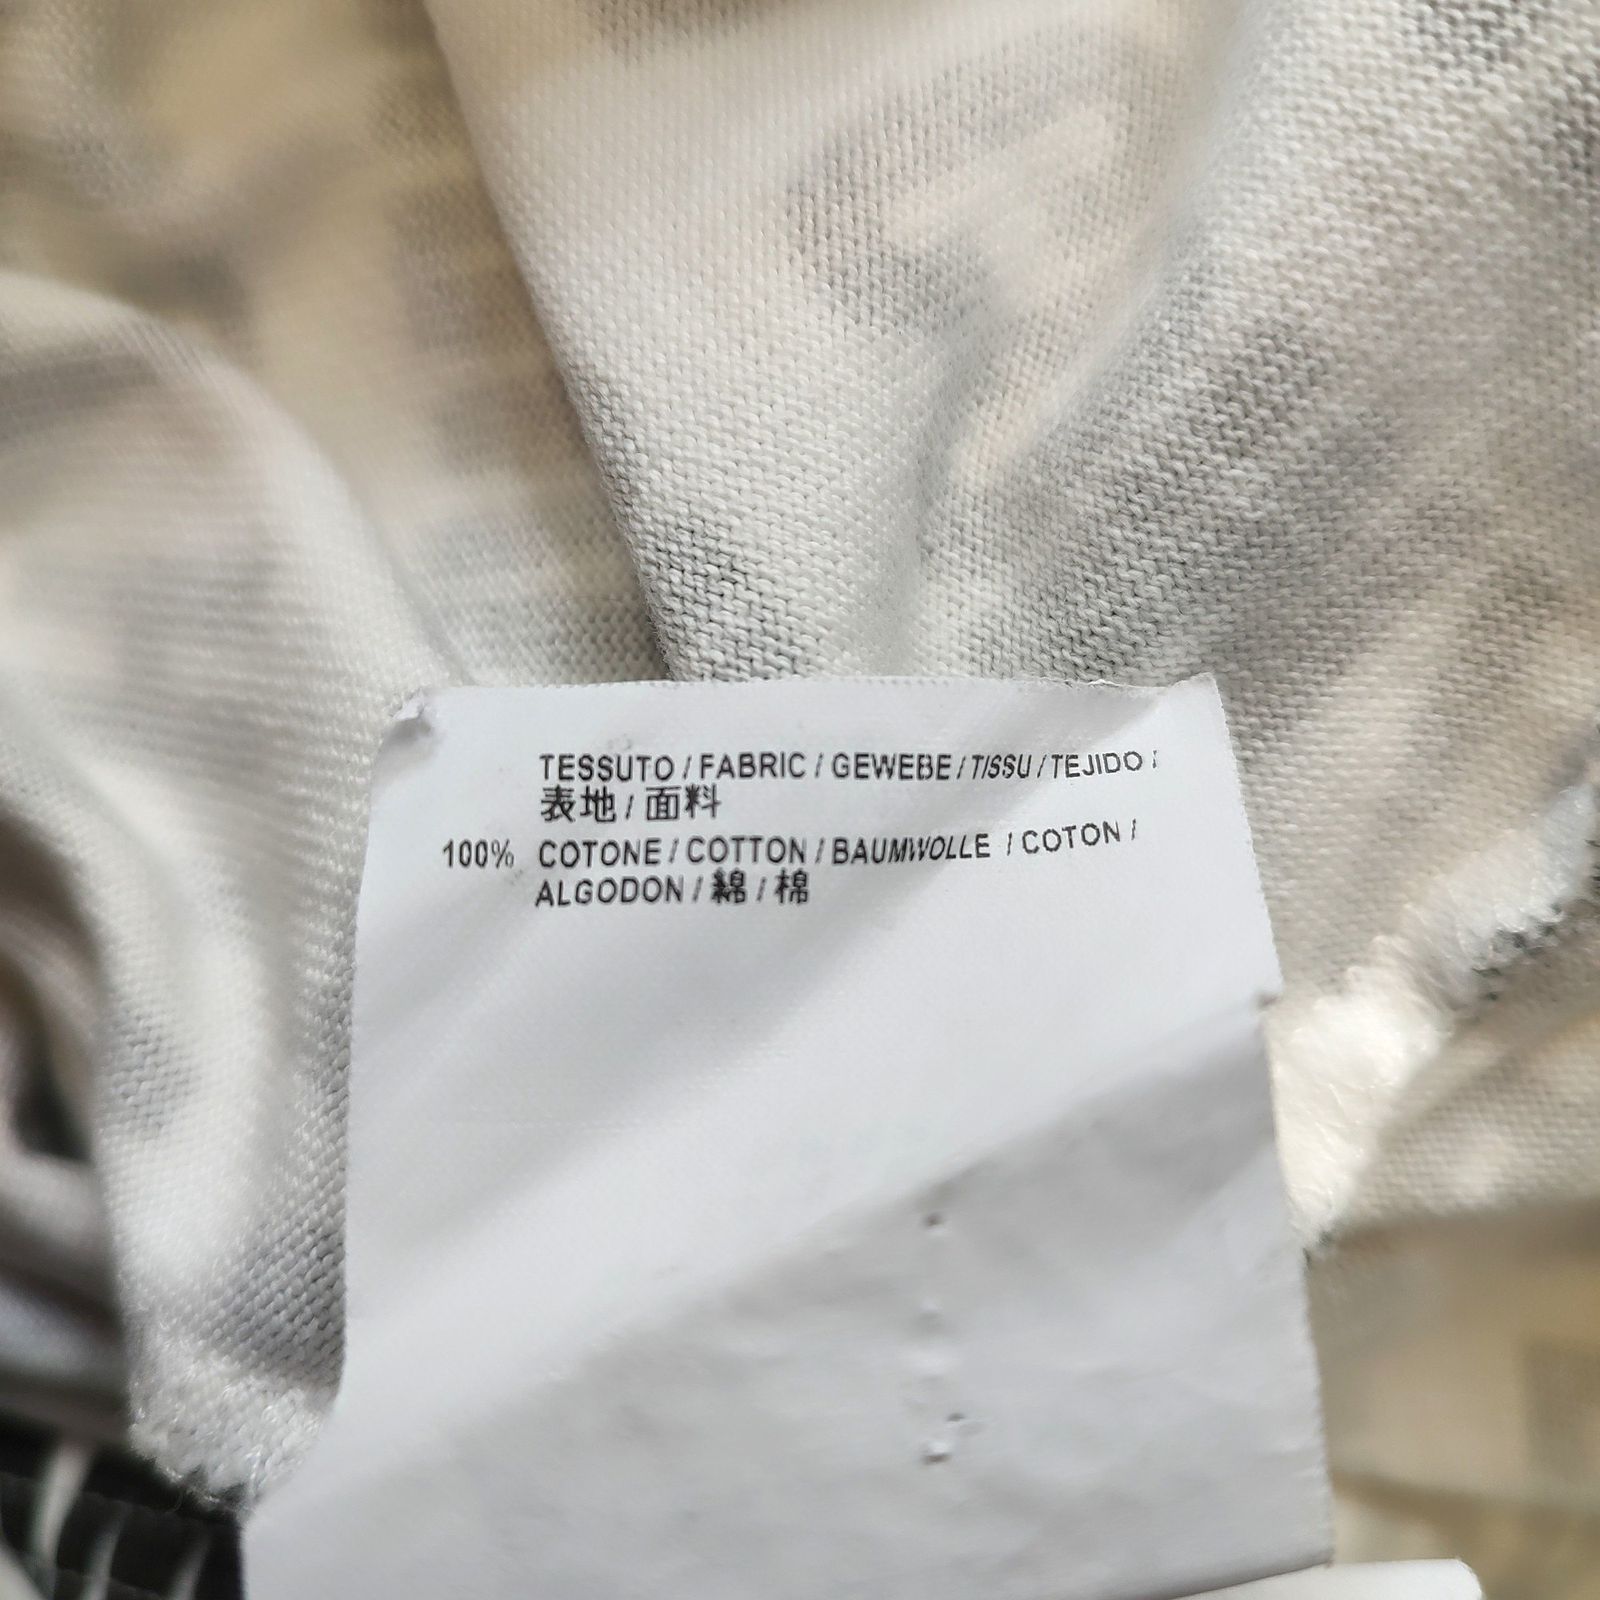 TESSUTO / FABRIC / GEWEBE / TISSU / TEJIDO /
表地 / 面料
100% COTONE / COTTON / BAUMWOLLE / COTON /
ALGODON / 綿 / 棉